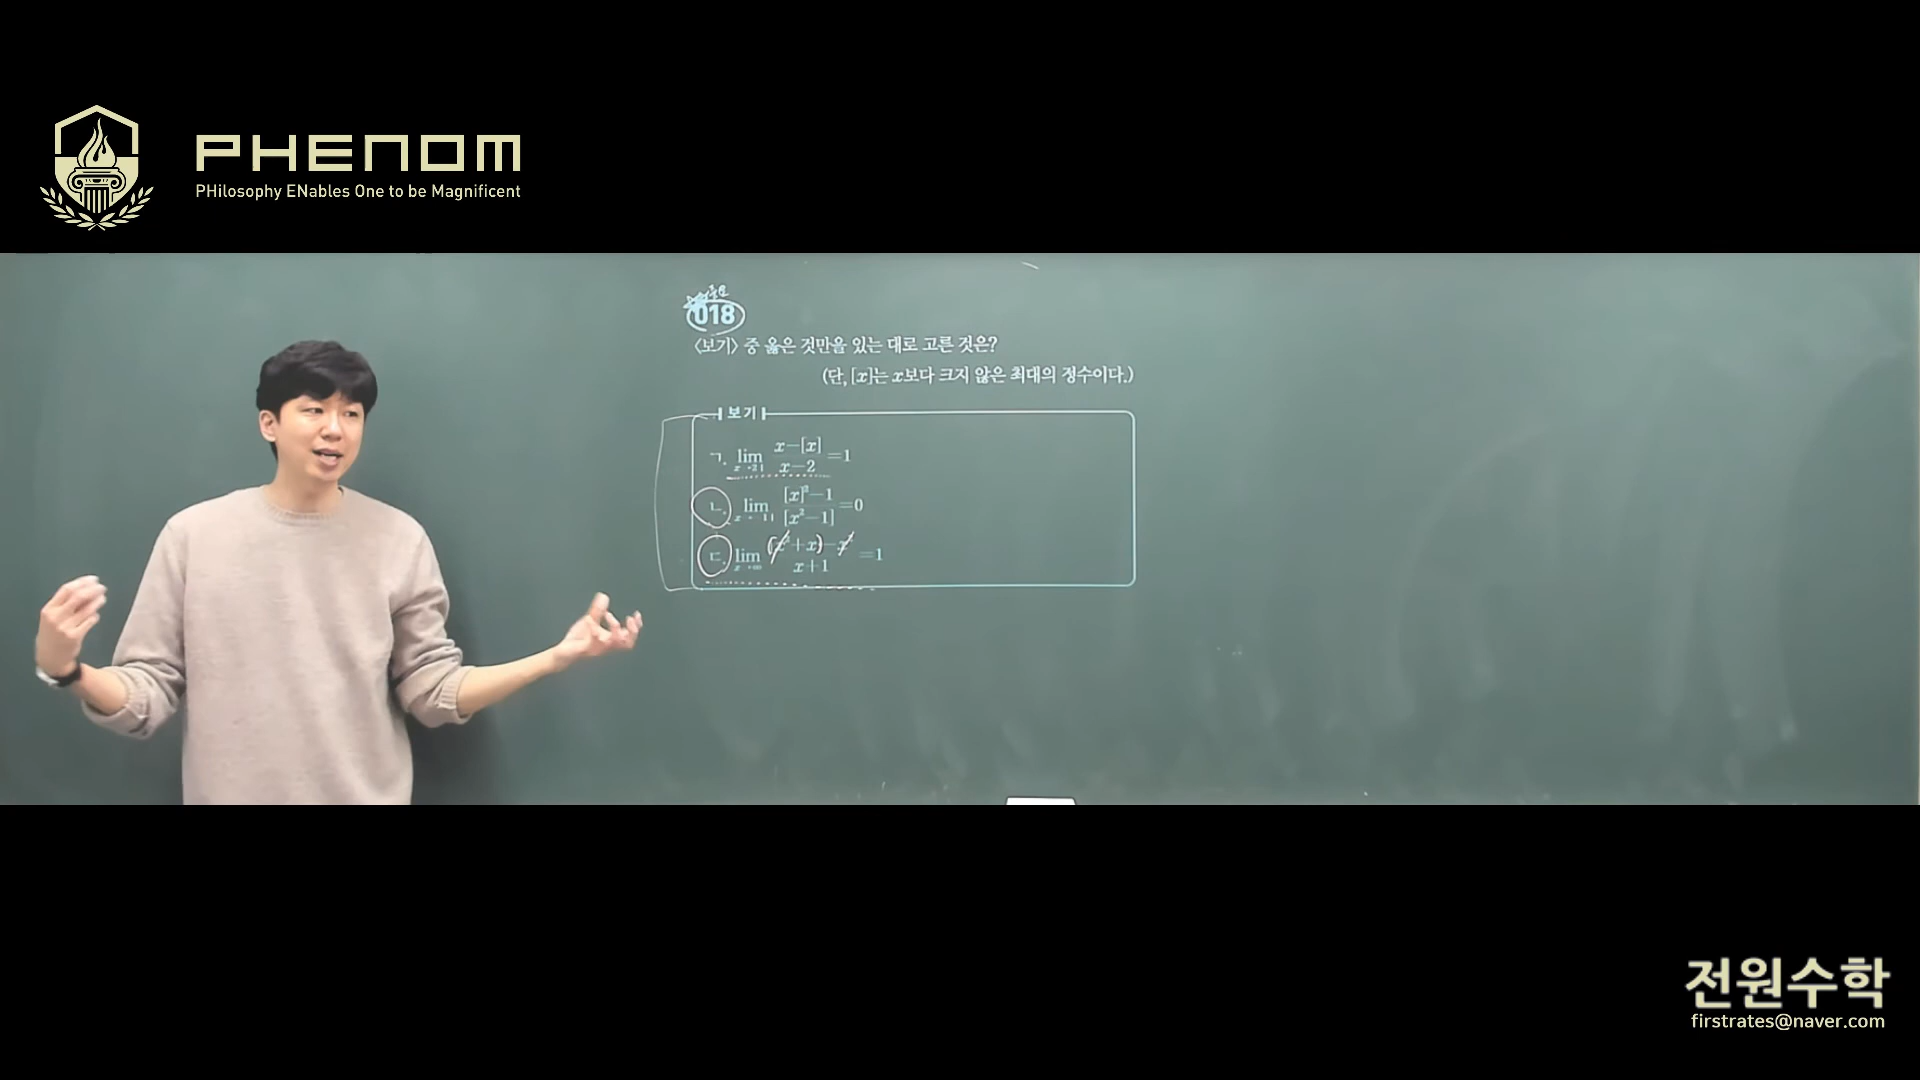 PHENOM
PHilosophy ENables One to be Magnificent
018
〈보기〉 중 옳은 것만을 있는 대로 고른 것은?
(단, [x]는 x보다 크지 않은 최대의 정수이다.)
보기
ㄱ. lim x-[x] / x-2 =1
ㄴ. lim [x]²-1 / [x²-1] =0
ㄷ. lim (x²+x)-x² / x+1 =1
전원수학
firstrates@naver.com